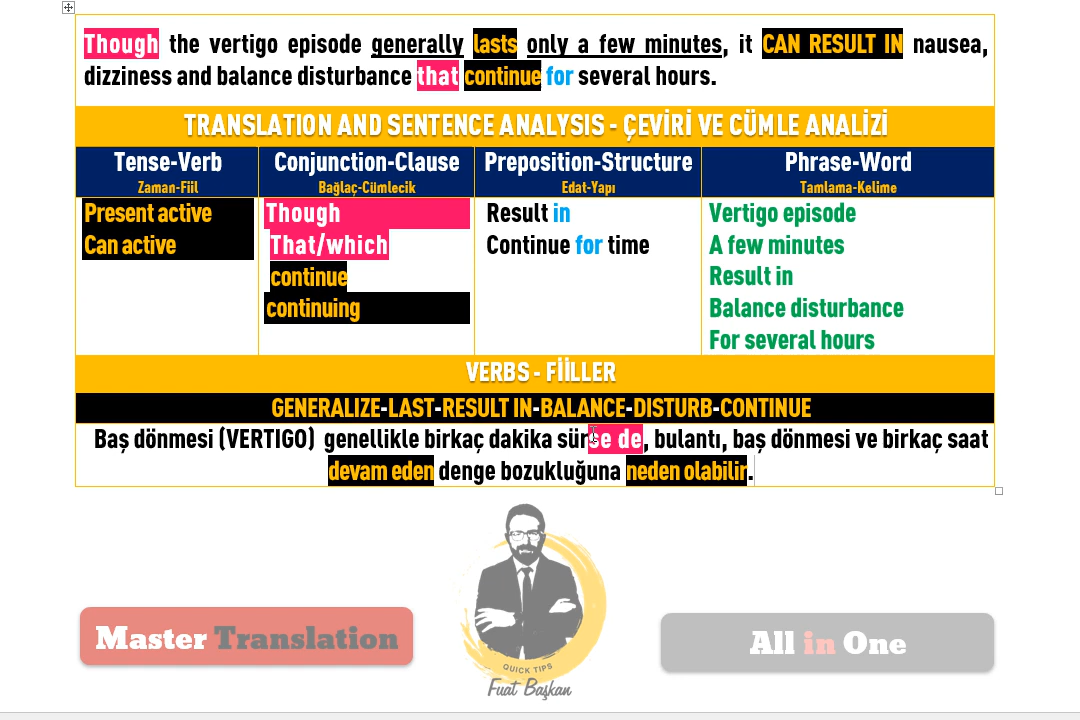 Though the vertigo episode generally lasts only a few minutes, it CAN RESULT IN nausea,
dizziness and balance disturbance that continue for several hours.
TRANSLATION AND SENTENCE ANALYSIS - ÇEVİRİ VE CÜMLE ANALİZİ
Tense-Verb
Zaman-Fiil
Conjunction-Clause
Bağlaç-Cümlecik
Preposition-Structure
Edat-Yapı
Phrase-Word
Tamlama-Kelime
Present active
Can active
Though
That/which
continue
continuing
Result in
Continue for time
Vertigo episode
A few minutes
Result in
Balance disturbance
For several hours
VERBS - FİİLLER
GENERALIZE-LAST-RESULT IN-BALANCE-DISTURB-CONTINUE
Baş dönmesi (VERTIGO) genellikle birkaç dakika sürse de, bulantı, baş dönmesi ve birkaç saat
devam eden denge bozukluğuna neden olabilir.
Master Translation
QUICK TIPS
Fuat Başkan
All in One